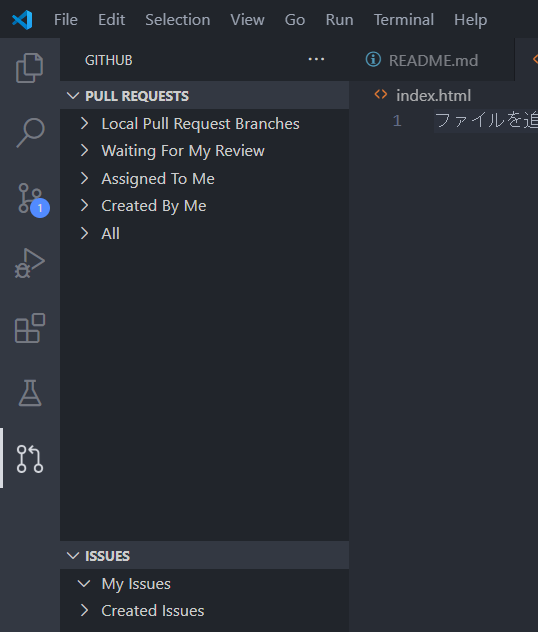 File Edit Selection View Go Run Terminal Help
GITHUB ··· README.md
PULL REQUESTS
index.html
Local Pull Request Branches
1 ファイルを追
Waiting For My Review
Assigned To Me
1
Created By Me
All
ISSUES
My Issues
Created Issues